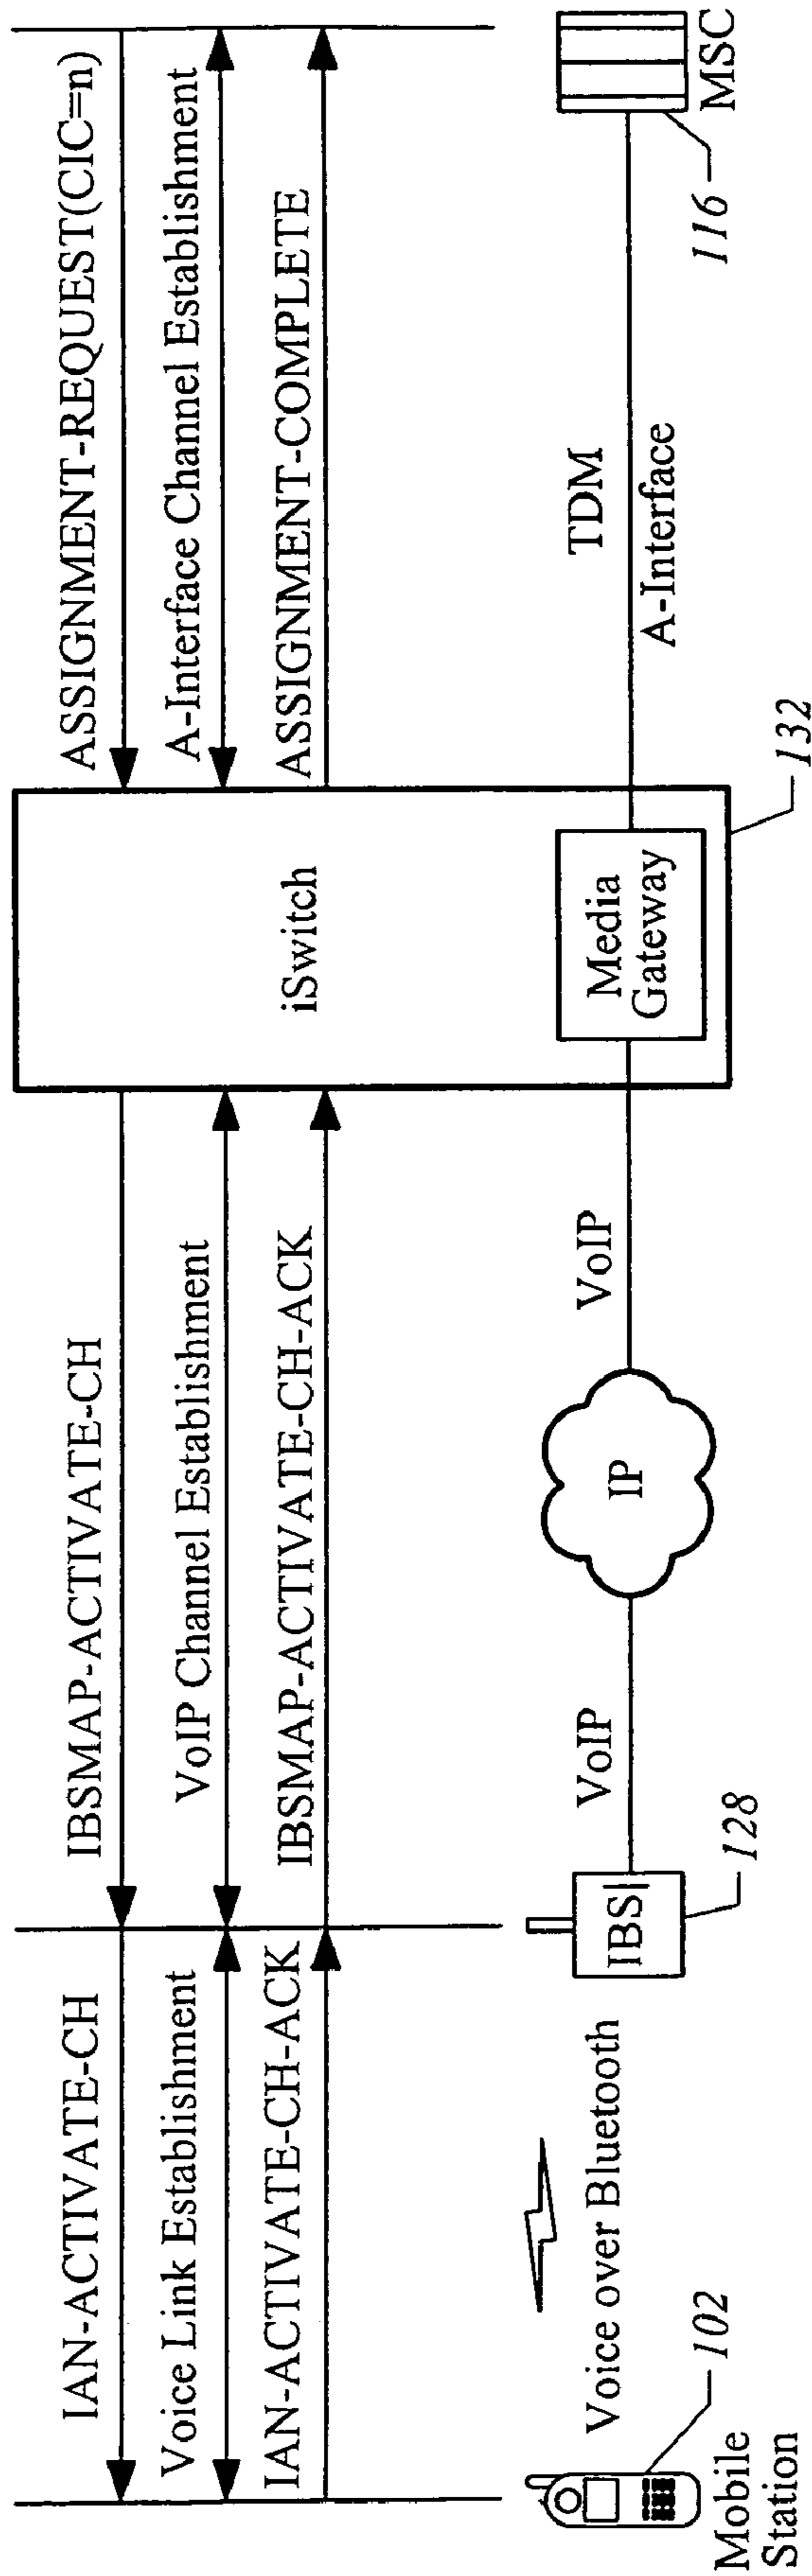 IAN-ACTIVATE-CH
IBSMAP-ACTIVATE-CH
ASSIGNMENT-REQUEST(CIC=n)
Voice Link Establishment
VoIP Channel Establishment
A-Interface Channel Establishment
IAN-ACTIVATE-CH-ACK
IBSMAP-ACTIVATE-CH-ACK
ASSIGNMENT-COMPLETE
iSwitch
Voice over Bluetooth
VoIP
VoIP
TDM
IBS
IP
Media
Gateway
A-Interface
Mobile
Station
102
128
132
116
MSC